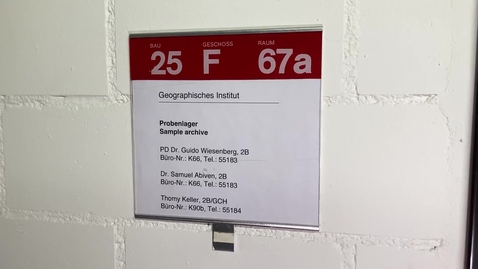 BAU GESCHOSS RAUM
25 F 67a
Geographisches Institut
Probenlager
Sample archive
PD Dr. Guido Wiesenberg, 2B
Büro-Nr.: K66, Tel.: 55183
Dr. Samuel Abiven, 2B
Büro-Nr.: K66, Tel.: 55183
Thomy Keller, 2B/GCH
Büro-Nr.: K90b, Tel.: 55184